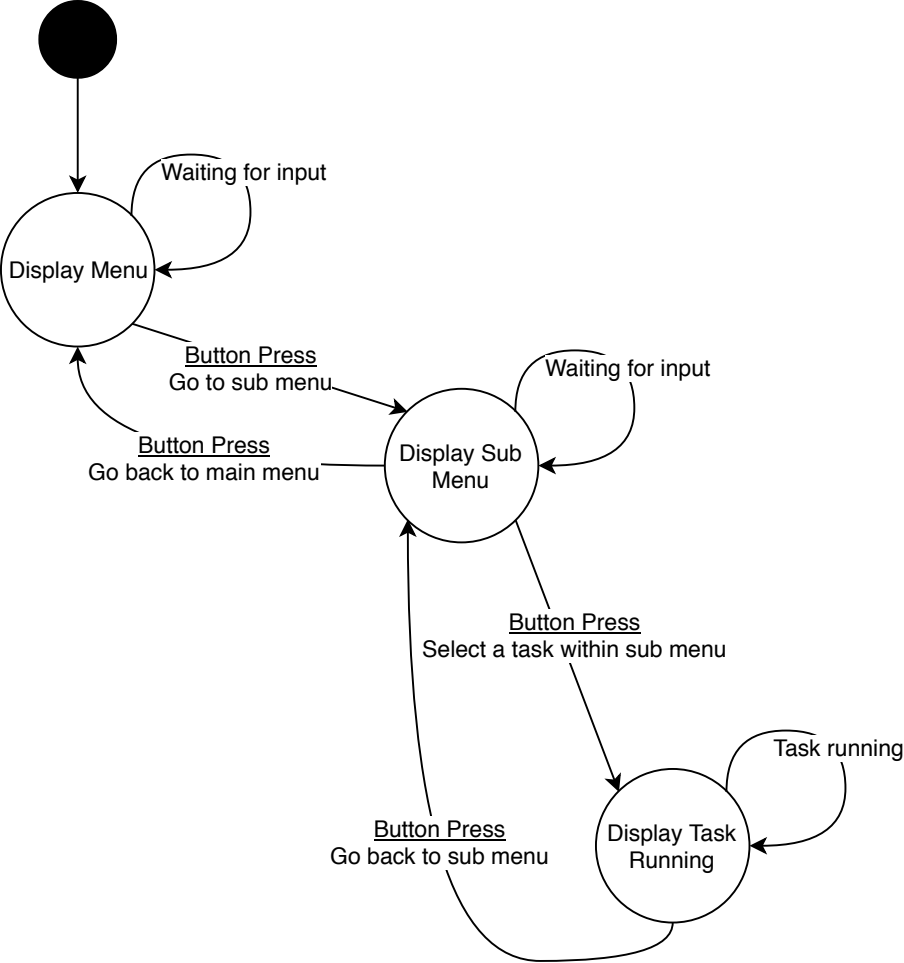 Waiting for input
Display Menu
Button Press
Go to sub menu
Waiting for input
Button Press
Go back to main menu
Display Sub
Menu
Button Press
Select a task within sub menu
Task running
Button Press
Go back to sub menu
Display Task
Running